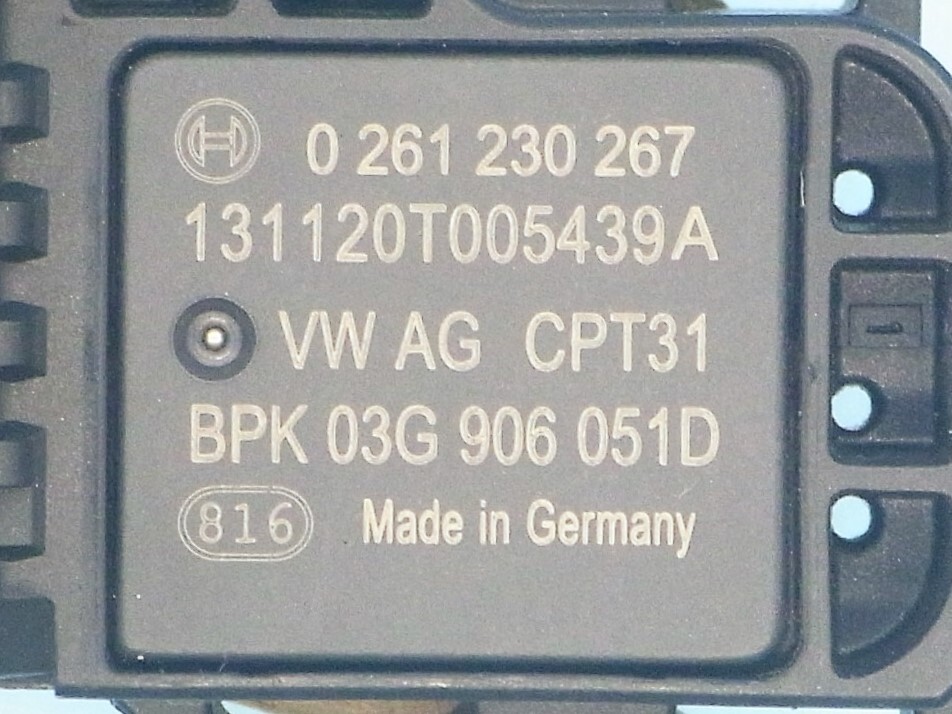 0 261 230 267
131120T005439A
VW AG CPT31
BPK 03G 906 051D
816 Made in Germany